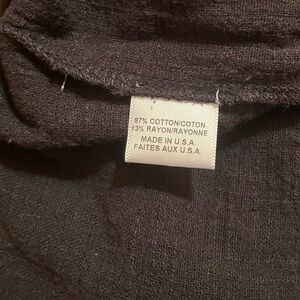 87% COTTON/COTON
13% RAYON/RAYONNE
MADE IN U.S.A.
FAITES AUX U.S.A.